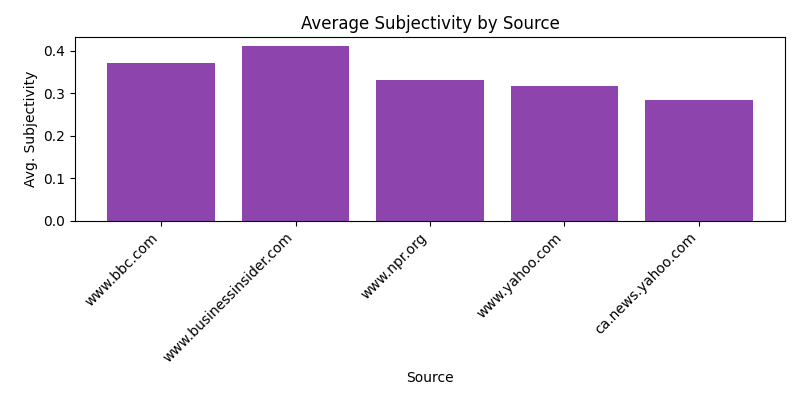 Average Subjectivity by Source
Avg. Subjectivity
0.4
0.3
0.2
0.1
0.0
www.bbc.com
www.businessinsider.com
www.npr.org
www.yahoo.com
ca.news.yahoo.com
Source